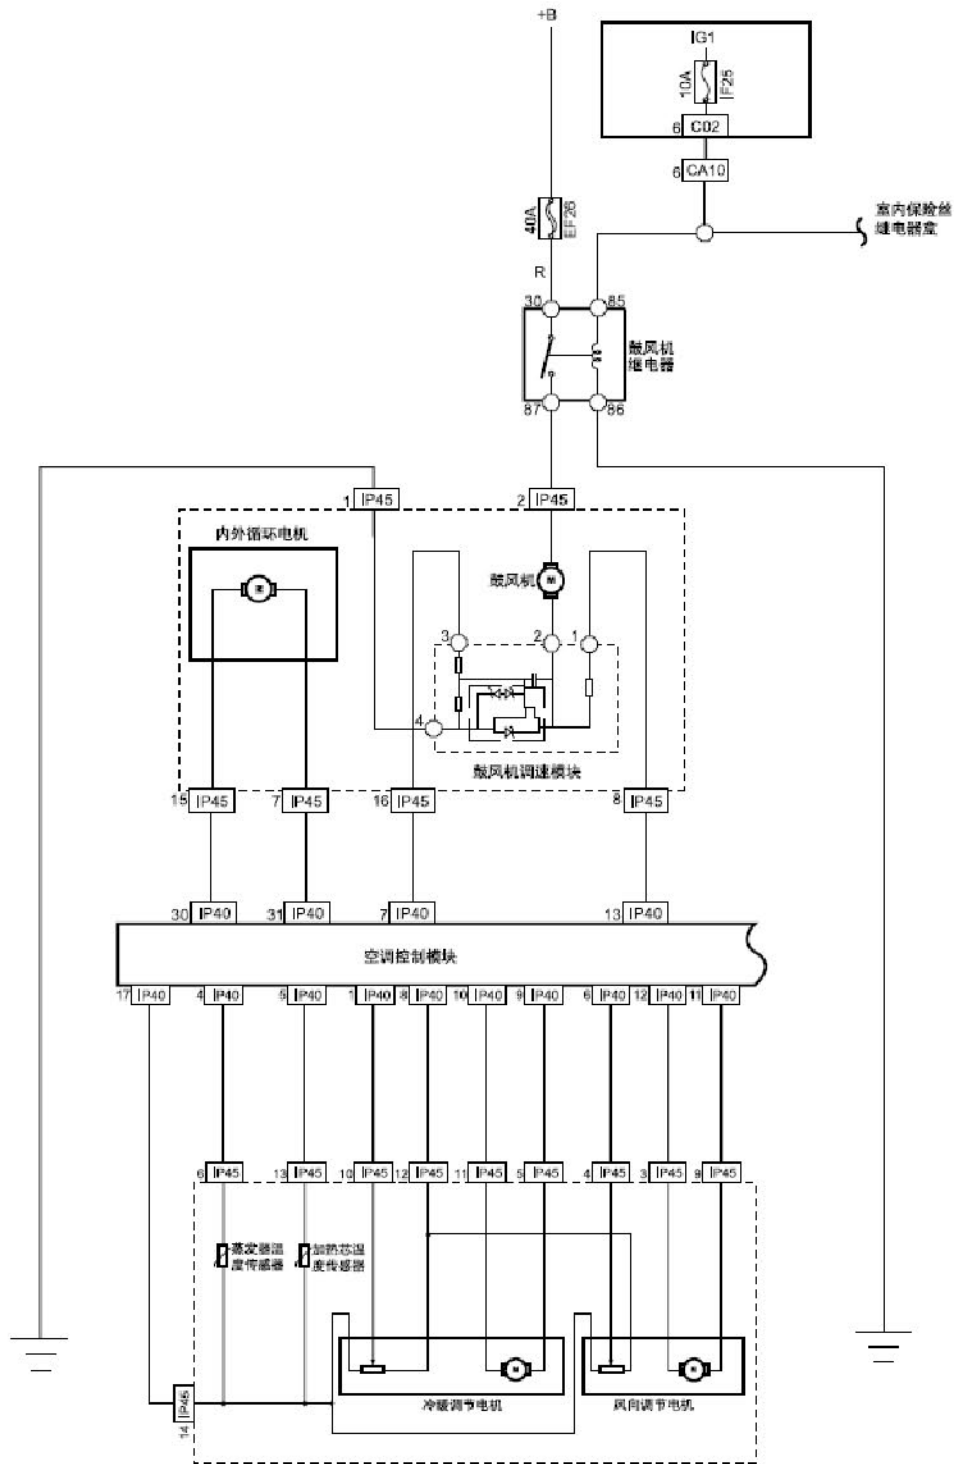 +B
IG1
10A
IF25
6 C02
6 CA10
40A
EF26
室内保险丝
继电器盒
R
30
85
鼓风机
继电器
87
86
1 IP45
2 IP45
内外循环电机
鼓风机
M
3
2
1
4
鼓风机调速模块
15 IP45
7 IP45
16 IP45
8 IP45
30 IP40
31 IP40
7 IP40
13 IP40
空调控制模块
17 IP40
4 IP40
5 IP40
1 IP40
8 IP40
10 IP40
9 IP40
6 IP40
12 IP40
11 IP40
6 IP45
13 IP45
10 IP45
12 IP45
11 IP45
5 IP45
4 IP45
3 IP45
9 IP45
蒸发器温
度传感器
加热芯温
度传感器
M
M
14 IP45
冷暖调节电机
风向调节电机